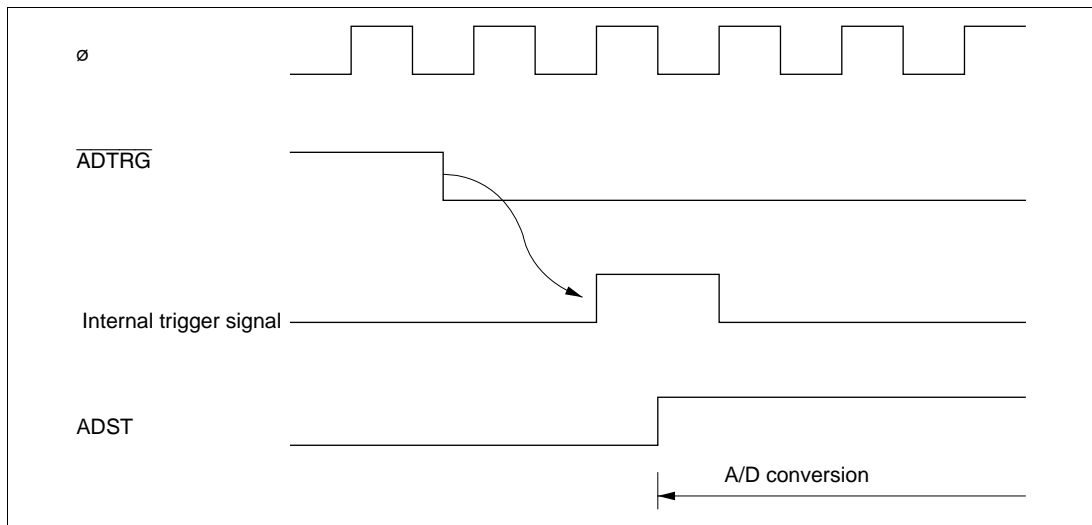 ø
ADTRG
Internal trigger signal
ADST
A/D conversion